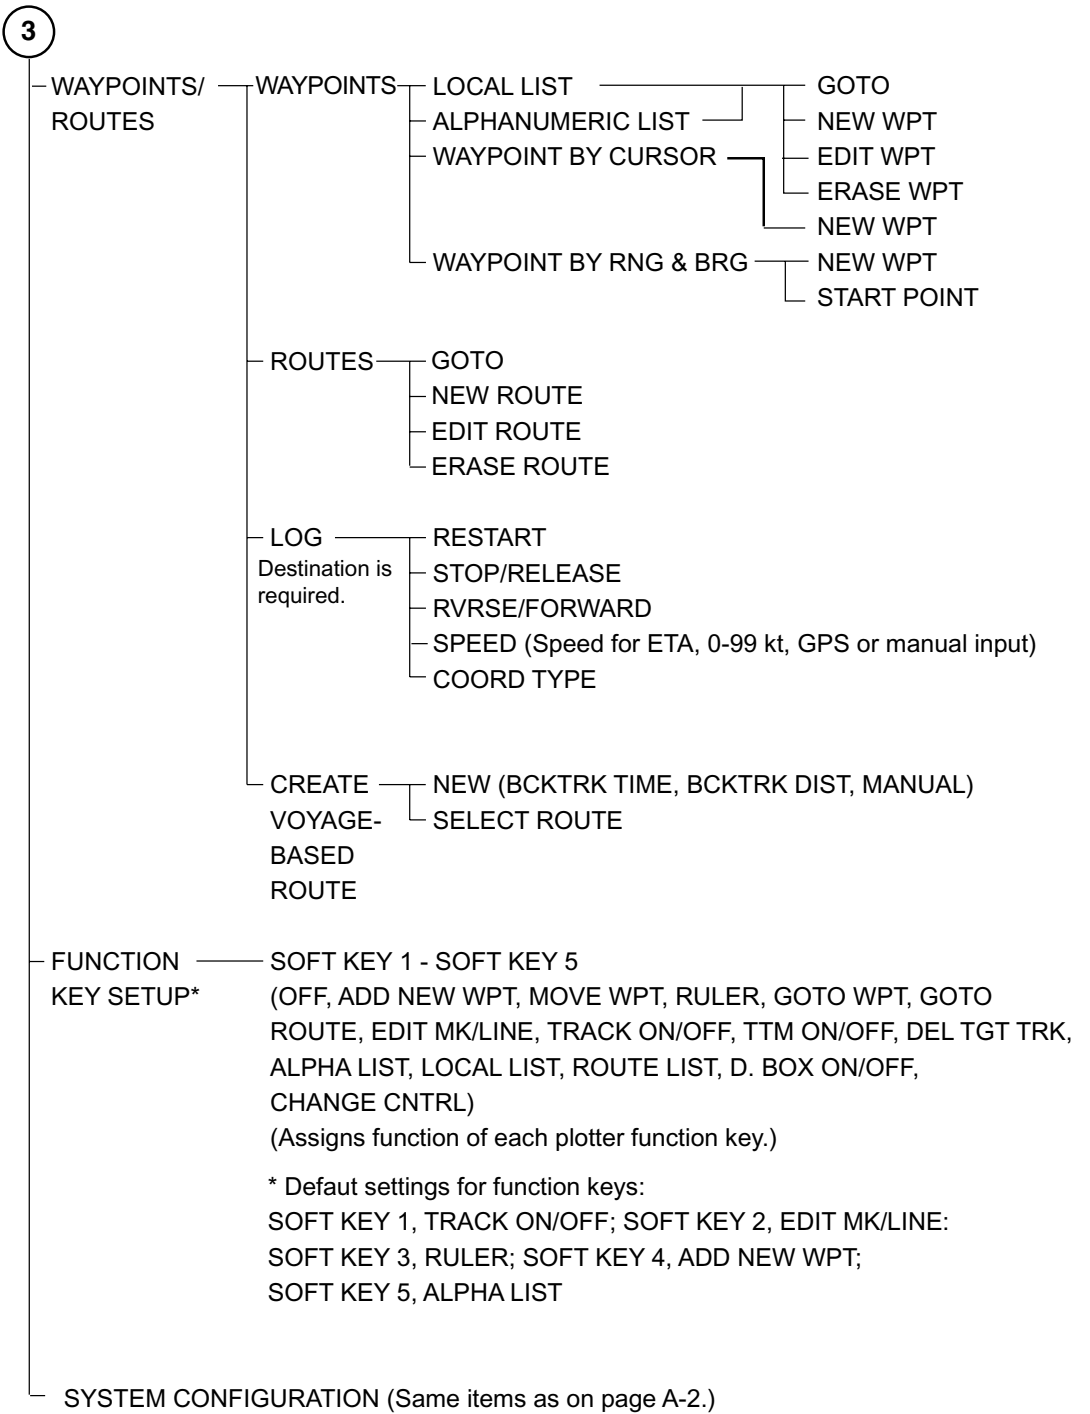 3
WAYPOINTS/
ROUTES
WAYPOINTS
LOCAL LIST
GOTO
ALPHANUMERIC LIST
NEW WPT
WAYPOINT BY CURSOR
EDIT WPT
ERASE WPT
NEW WPT
WAYPOINT BY RNG & BRG
NEW WPT
START POINT
ROUTES
GOTO
NEW ROUTE
EDIT ROUTE
ERASE ROUTE
LOG
Destination is
required.
RESTART
STOP/RELEASE
RVRSE/FORWARD
SPEED (Speed for ETA, 0-99 kt, GPS or manual input)
COORD TYPE
CREATE
VOYAGE-
BASED
ROUTE
NEW (BCKTRK TIME, BCKTRK DIST, MANUAL)
SELECT ROUTE
FUNCTION
KEY SETUP*
SOFT KEY 1 - SOFT KEY 5
(OFF, ADD NEW WPT, MOVE WPT, RULER, GOTO WPT, GOTO
ROUTE, EDIT MK/LINE, TRACK ON/OFF, TTM ON/OFF, DEL TGT TRK,
ALPHA LIST, LOCAL LIST, ROUTE LIST, D. BOX ON/OFF,
CHANGE CNTRL)
(Assigns function of each plotter function key.)
* Defaut settings for function keys:
SOFT KEY 1, TRACK ON/OFF; SOFT KEY 2, EDIT MK/LINE:
SOFT KEY 3, RULER; SOFT KEY 4, ADD NEW WPT;
SOFT KEY 5, ALPHA LIST
SYSTEM CONFIGURATION (Same items as on page A-2.)